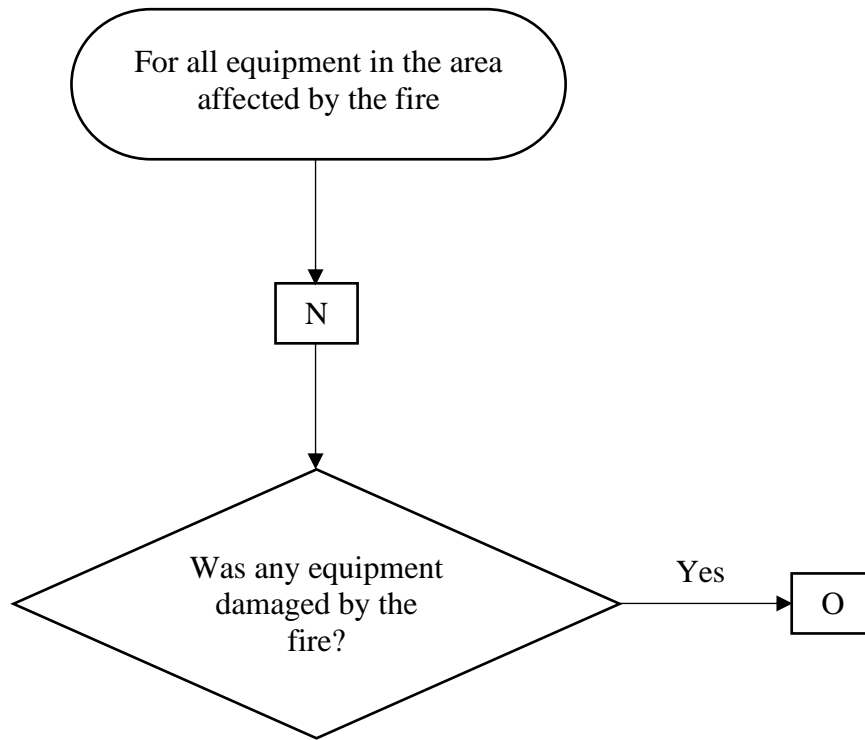 For all equipment in the area
affected by the fire
N
Was any equipment
damaged by the
fire?
Yes
O